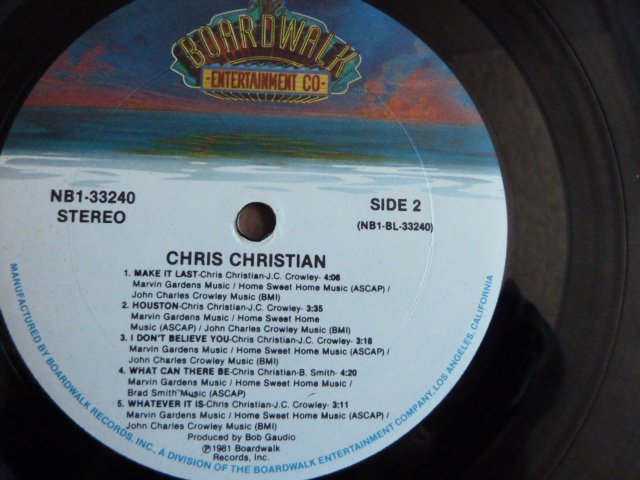 BOARDWALK
-ENTERTAINMENT CO-
NB1-33240
STEREO
SIDE 2
(NB1-BL-33240)
CHRIS CHRISTIAN
1. MAKE IT LAST-Chris Christian-J.C. Crowley- 4:06
Marvin Gardens Music / Home Sweet Home Music (ASCAP) /
John Charles Crowley Music (BMI)
2. HOUSTON-Chris Christian-J.C. Crowley- 3:35
Marvin Gardens Music / Home Sweet Home
Music (ASCAP) / John Charles Crowley Music (BMI)
3. I DON'T BELIEVE YOU-Chris Christian-J.C. Crowley- 3:18
Marvin Gardens Music / Home Sweet Home Music (ASCAP) /
John Charles Crowley Music (BMI)
4. WHAT CAN THERE BE-Chris Christian-B. Smith- 4:20
Marvin Gardens Music / Home Sweet Home Music /
Brad Smith Music (ASCAP)
5. WHATEVER IT IS-Chris Christian-J.C. Crowley- 3:11
Marvin Gardens Music / Home Sweet Home Music (ASCAP) /
John Charles Crowley Music (BMI)
Produced by Bob Gaudio
℗1981 Boardwalk
Records, Inc.
MANUFACTURED BY BOARDWALK RECORDS, INC., A DIVISION OF THE BOARDWALK ENTERTAINMENT COMPANY, LOS ANGELES, CALIFORNIA